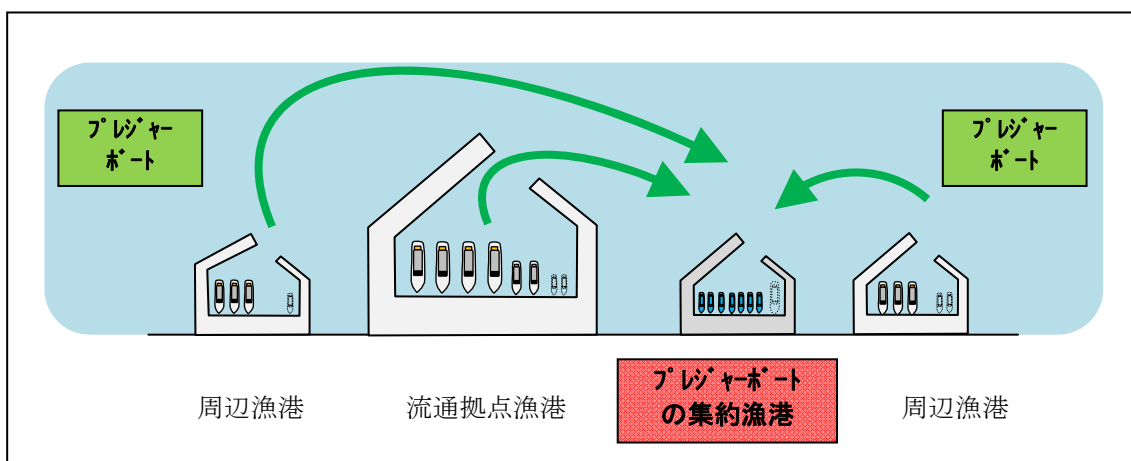 プレジャー
ボート
プレジャー
ボート
周辺漁港
流通拠点漁港
プレジャーボート
の集約漁港
周辺漁港